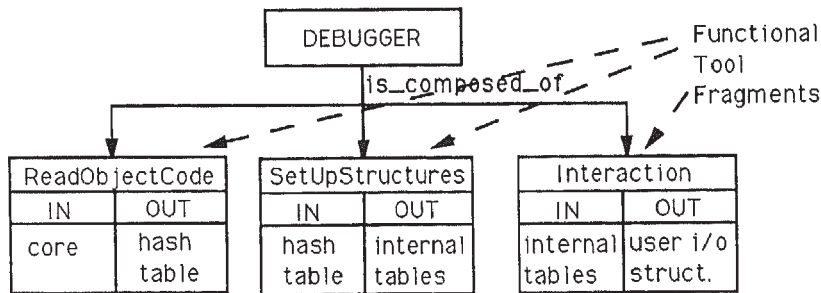 DEBUGGER
Functional
Tool
Fragments
is_composed_of
ReadObjectCode
IN OUT
core hash
table
SetUpStructures
IN OUT
hash internal
table tables
Interaction
IN OUT
internal user i/o
tables struct.